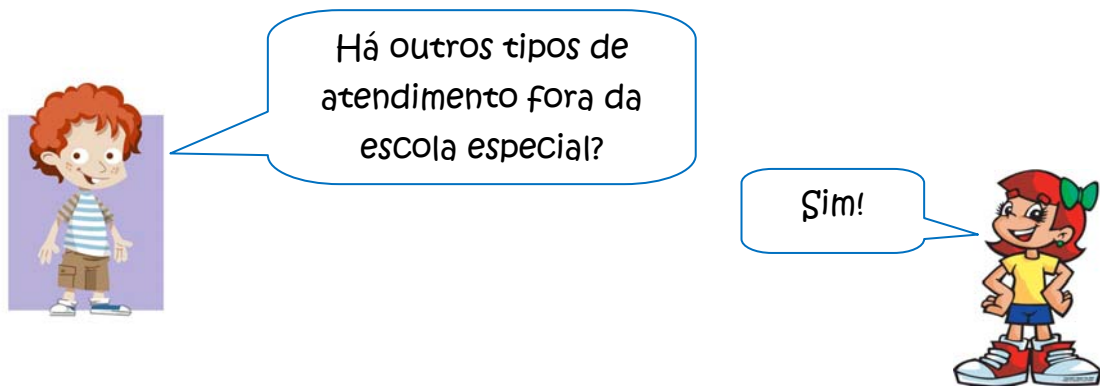 Há outros tipos de
atendimento fora da
escola especial?
Sim!